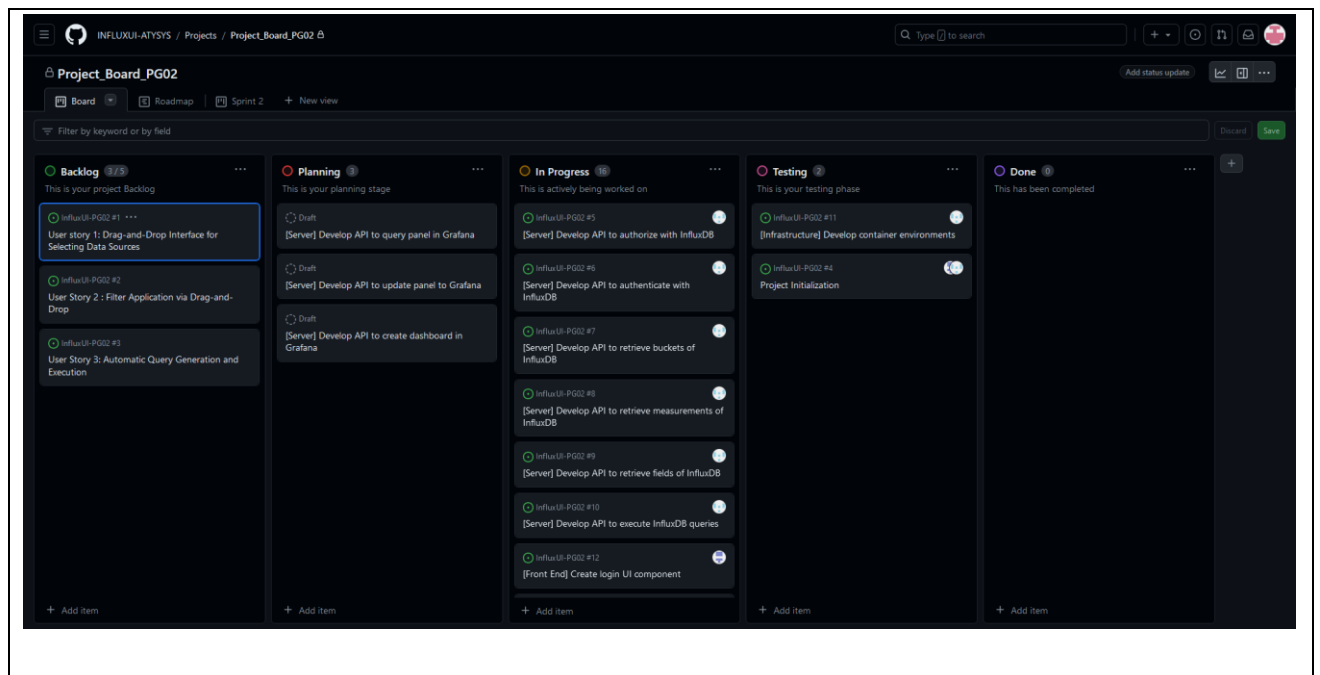 INFLUXUI-ATYSYS / Projects / Project_Board_PG02
Type / to search
Project_Board_PG02
Add status update
Board
Roadmap
Sprint 2
+ New view
Filter by keyword or by field
Discard
Save
Backlog 3 / 5
This is your project Backlog
InfluxUI-PG02 #1
User story 1: Drag-and-Drop Interface for
Selecting Data Sources
InfluxUI-PG02 #2
User Story 2 : Filter Application via Drag-and-
Drop
InfluxUI-PG02 #3
User Story 3: Automatic Query Generation and
Execution
+ Add item
Planning 3
This is your planning stage
Draft
[Server] Develop API to query panel in Grafana
Draft
[Server] Develop API to update panel to Grafana
Draft
[Server] Develop API to create dashboard in
Grafana
+ Add item
In Progress 16
This is actively being worked on
InfluxUI-PG02 #5
[Server] Develop API to authorize with InfluxDB
InfluxUI-PG02 #6
[Server] Develop API to authenticate with
InfluxDB
InfluxUI-PG02 #7
[Server] Develop API to retrieve buckets of
InfluxDB
InfluxUI-PG02 #8
[Server] Develop API to retrieve measurements of
InfluxDB
InfluxUI-PG02 #9
[Server] Develop API to retrieve fields of InfluxDB
InfluxUI-PG02 #10
[Server] Develop API to execute InfluxDB queries
InfluxUI-PG02 #12
[Front End] Create login UI component
+ Add item
Testing 2
This is your testing phase
InfluxUI-PG02 #11
[Infrastructure] Develop container environments
InfluxUI-PG02 #4
Project Initialization
+ Add item
Done 0
This has been completed
+ Add item